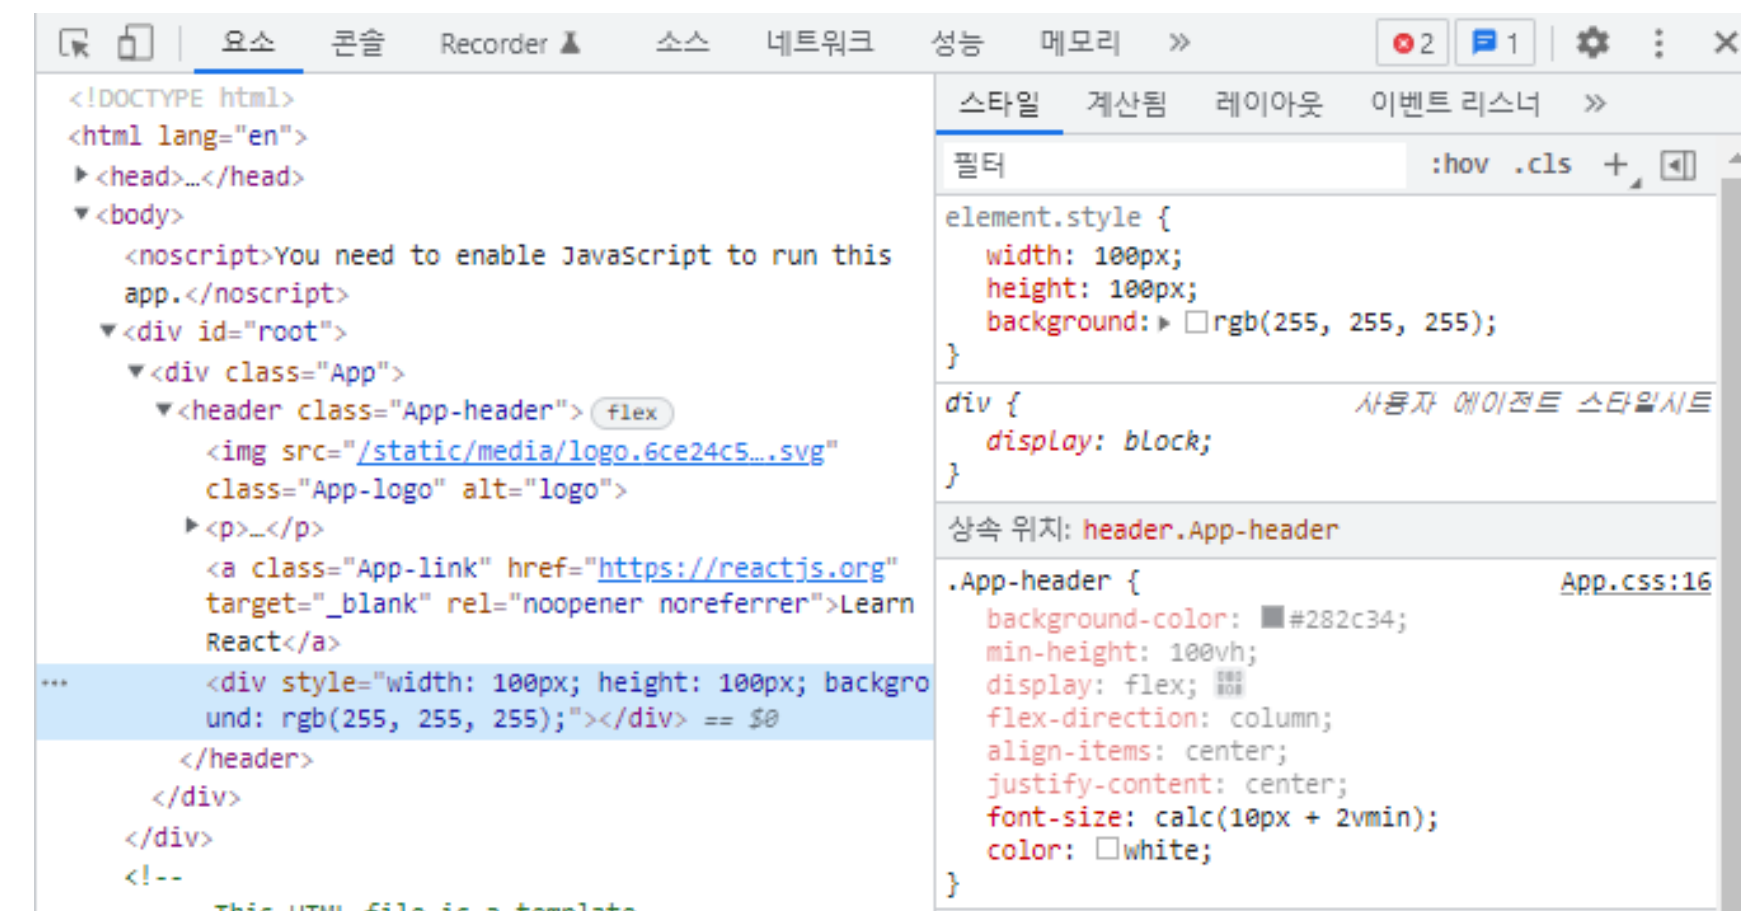 요소 콘솔 Recorder 소스 네트워크 성능 메모리 » 2 1
<!DOCTYPE html>
<html lang="en">
▶<head>…</head>
▼<body>
<noscript>You need to enable JavaScript to run this
app.</noscript>
▼<div id="root">
▼<div class="App">
▼<header class="App-header"> flex
<img src="/static/media/logo.6ce24c5….svg"
class="App-logo" alt="logo">
▶<p>…</p>
<a class="App-link" href="https://reactjs.org"
target="_blank" rel="noopener noreferrer">Learn
React</a>
<div style="width: 100px; height: 100px; backgro
und: rgb(255, 255, 255);"></div> == $0
</header>
</div>
</div>
<!--
This HTML file is a template
스타일 계산됨 레이아웃 이벤트 리스너 »
필터 :hov .cls +
element.style {
width: 100px;
height: 100px;
background:▶ rgb(255, 255, 255);
}
div { 사용자 에이전트 스타일시트
display: block;
}
상속 위치: header.App-header
.App-header { App.css:16
background-color: #282c34;
min-height: 100vh;
display: flex;
flex-direction: column;
align-items: center;
justify-content: center;
font-size: calc(10px + 2vmin);
color: white;
}